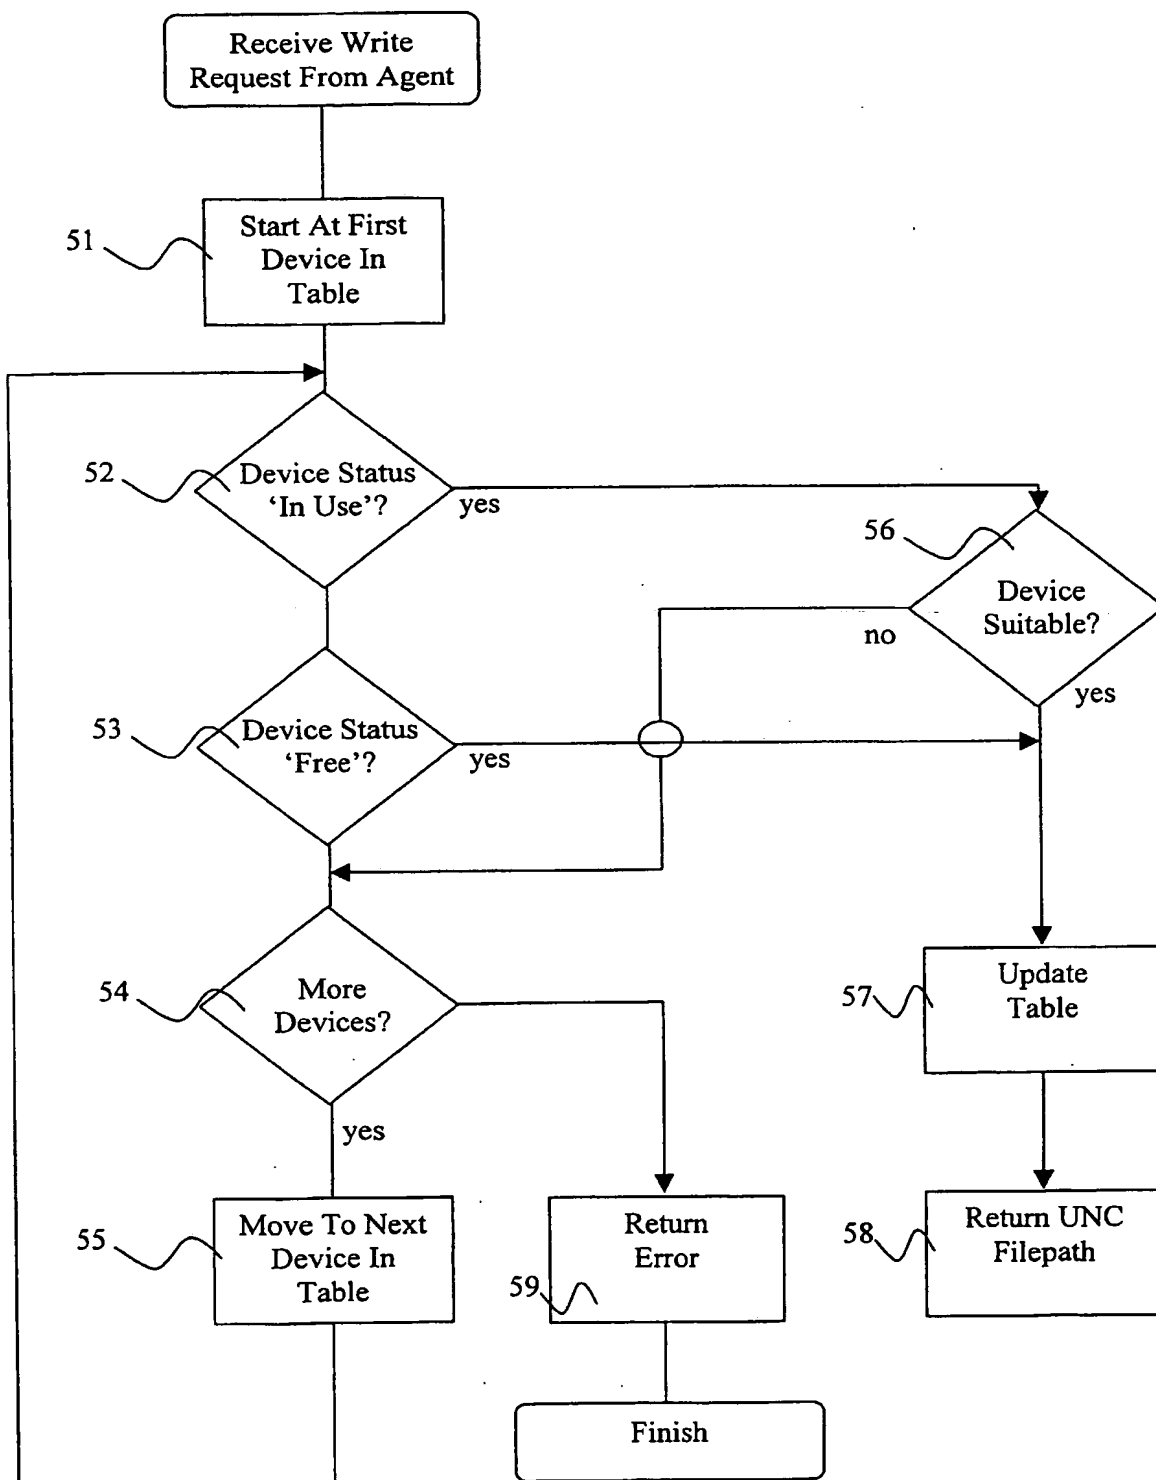 Receive Write
Request From Agent
51
Start At First
Device In
Table
52
Device Status
‘In Use’?
yes
56
Device
Suitable?
no
yes
53
Device Status
‘Free’?
yes
54
More
Devices?
yes
57
Update
Table
55
Move To Next
Device In
Table
59
Return
Error
58
Return UNC
Filepath
Finish